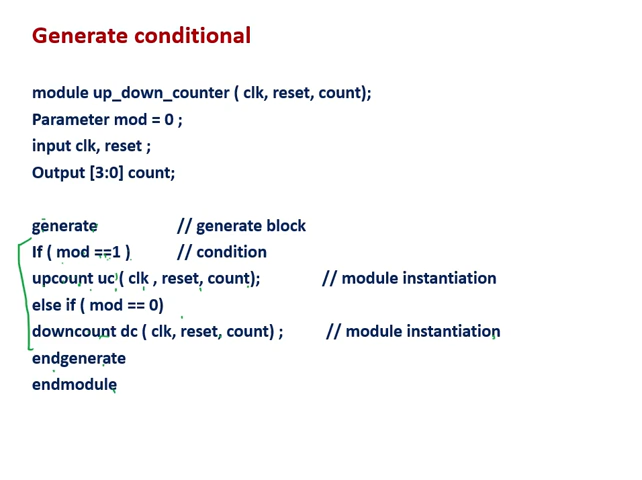 Generate conditional
module up_down_counter ( clk, reset, count);
Parameter mod = 0 ;
input clk, reset ;
Output [3:0] count;
generate // generate block
If ( mod ==1 ) // condition
upcount uc ( clk , reset, count); // module instantiation
else if ( mod == 0)
downcount dc ( clk, reset, count) ; // module instantiation
endgenerate
endmodule